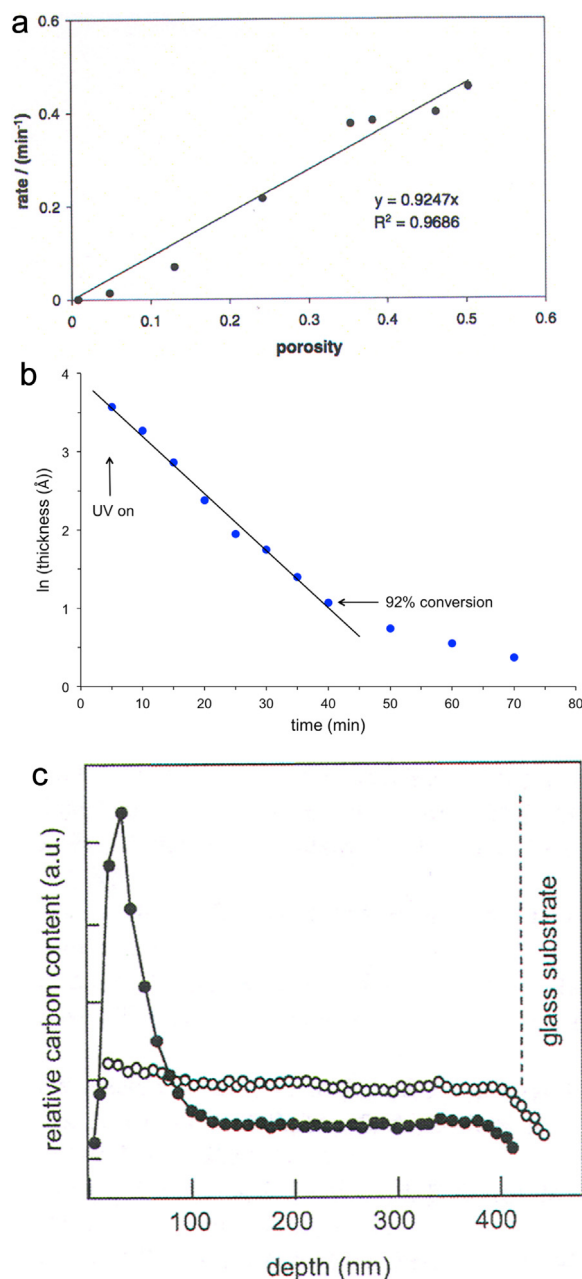 a
0.6
0.4
0.2
0
rate / (min⁻¹)
y = 0.9247x
R² = 0.9686
0 0.1 0.2 0.3 0.4 0.5 0.6
porosity
b
4
3
2
1
0
ln (thickness (Å))
UV on
92% conversion
0 10 20 30 40 50 60 70 80
time (min)
c
relative carbon content (a.u.)
glass substrate
100 200 300 400
depth (nm)